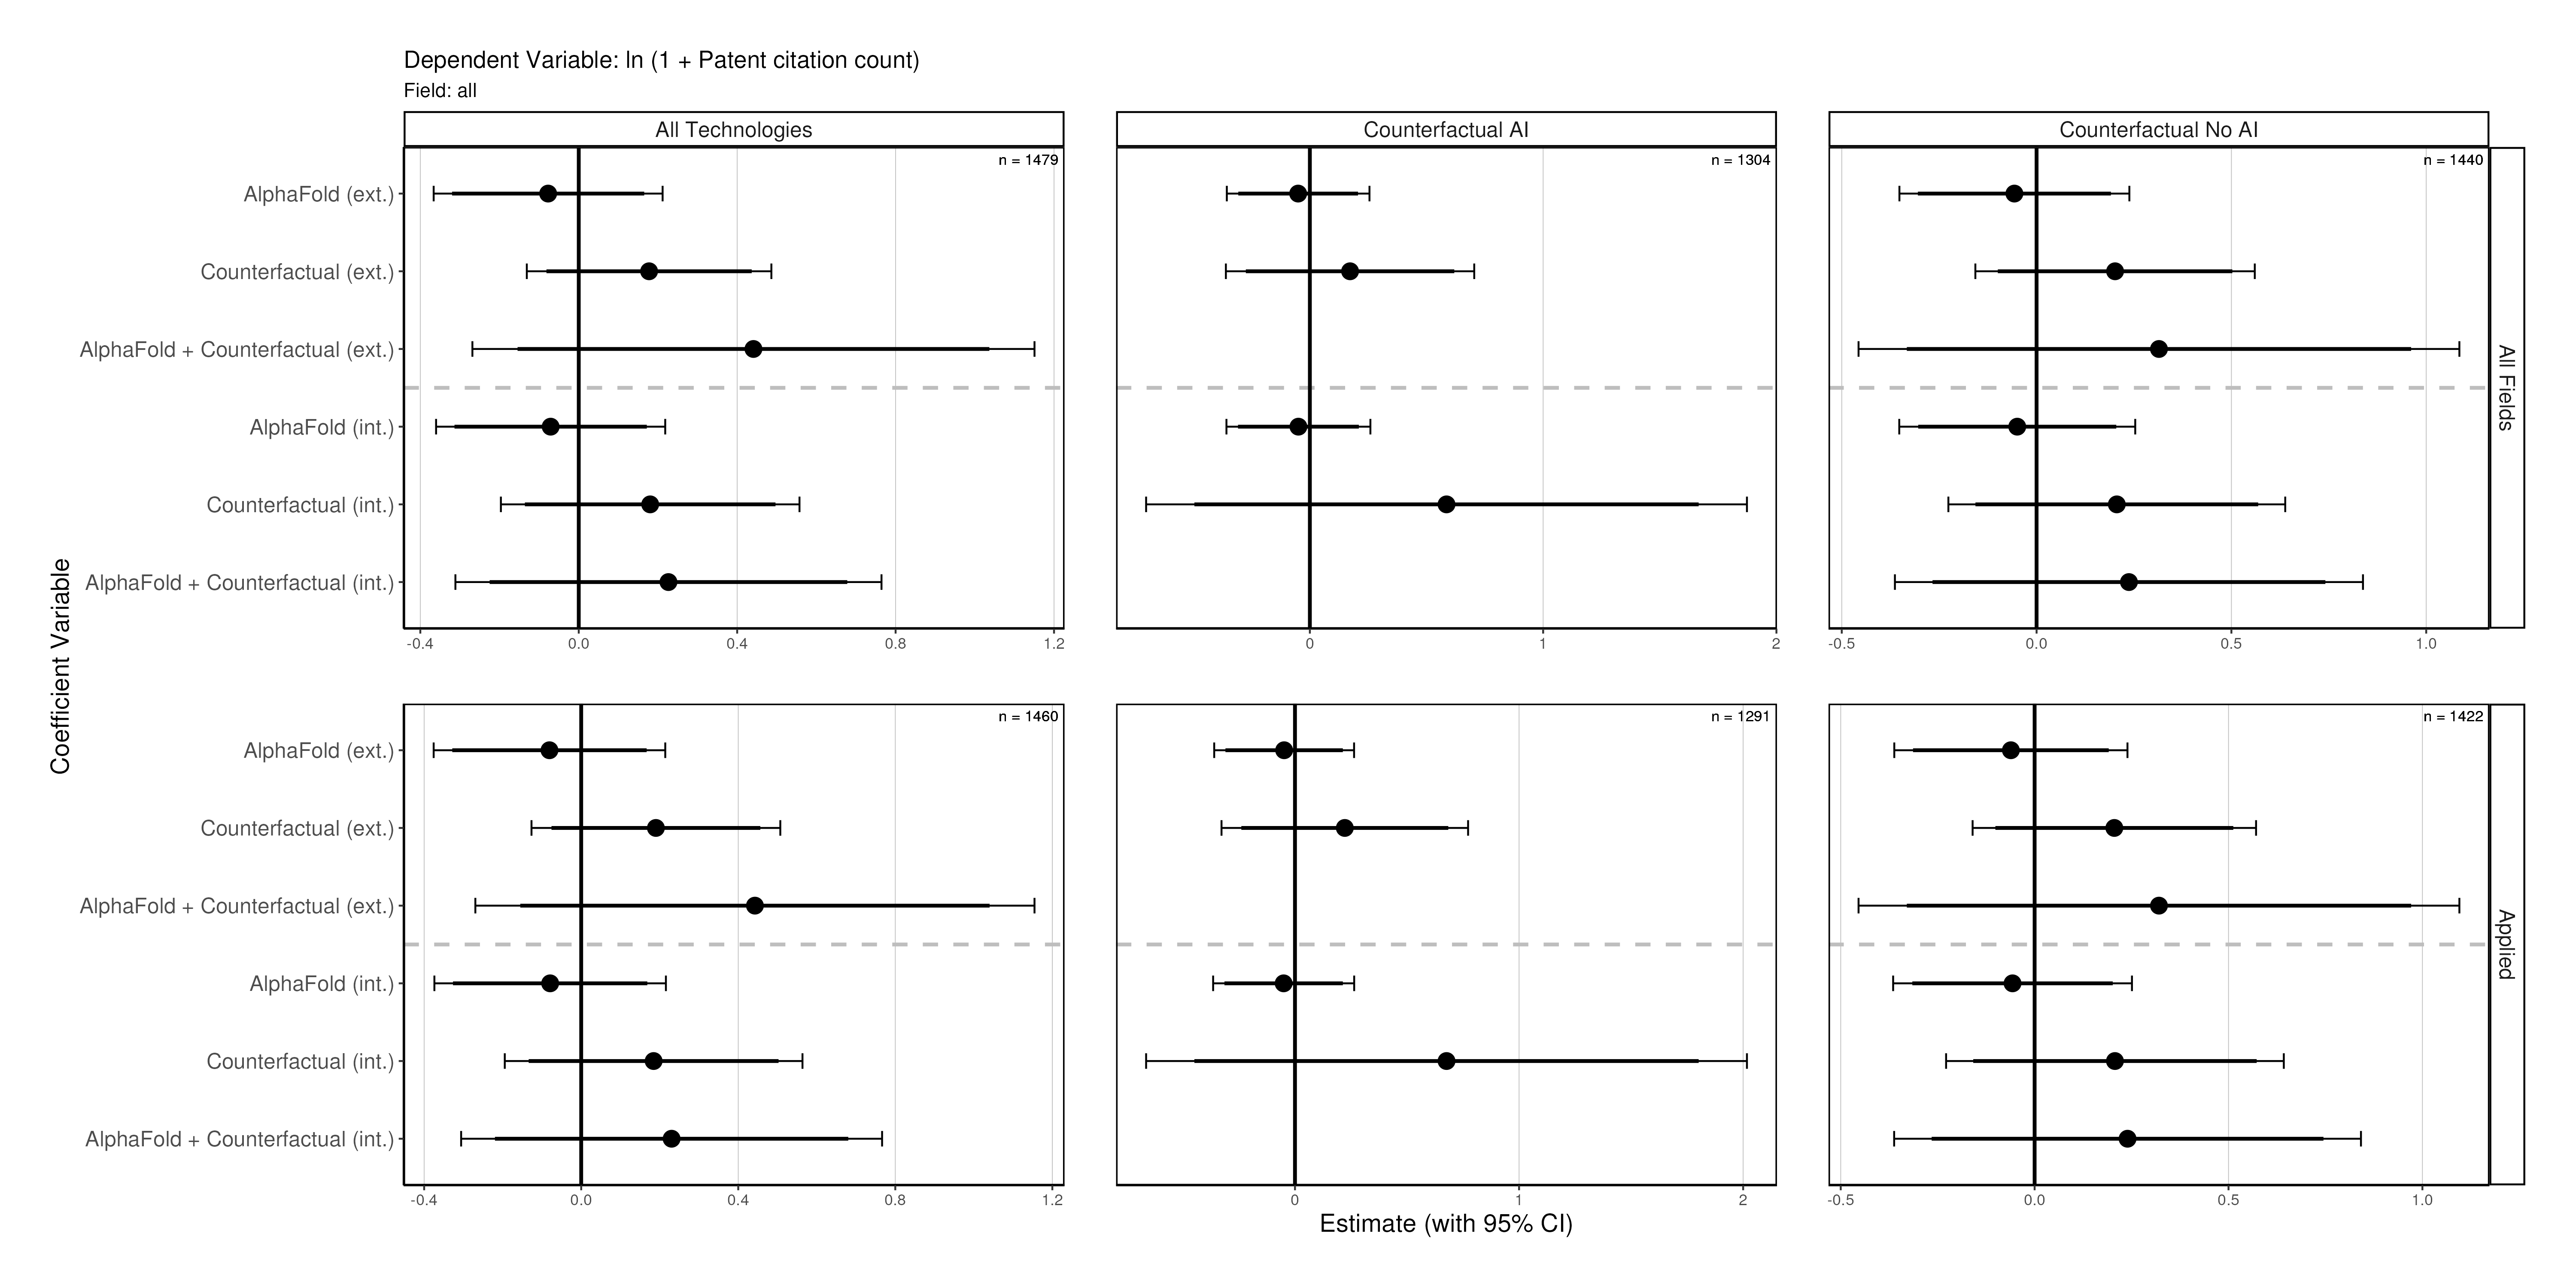 Dependent Variable: ln (1 + Patent citation count)
Field: all
All Technologies
Counterfactual AI
Counterfactual No AI
n = 1479
n = 1304
n = 1440
AlphaFold (ext.)
Counterfactual (ext.)
AlphaFold + Counterfactual (ext.)
AlphaFold (int.)
Counterfactual (int.)
AlphaFold + Counterfactual (int.)
All Fields
-0.4 0.0 0.4 0.8 1.2
0 1 2
-0.5 0.0 0.5 1.0
Coefficient Variable
n = 1460
n = 1291
n = 1422
AlphaFold (ext.)
Counterfactual (ext.)
AlphaFold + Counterfactual (ext.)
AlphaFold (int.)
Counterfactual (int.)
AlphaFold + Counterfactual (int.)
Applied
-0.4 0.0 0.4 0.8 1.2
0 1 2
-0.5 0.0 0.5 1.0
Estimate (with 95% CI)